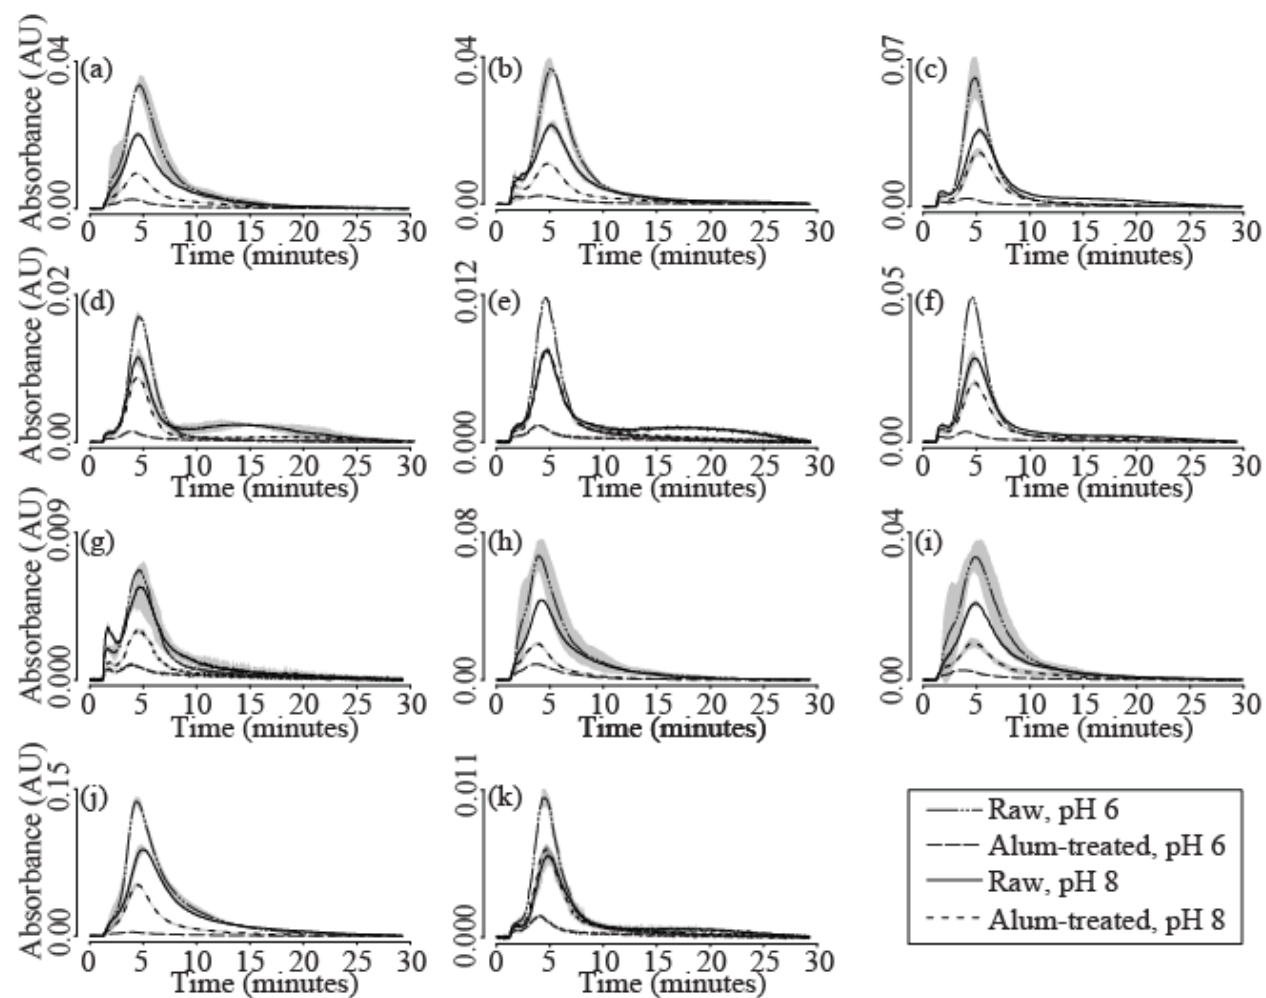 Absorbance (AU)
0.04
0.00
(a)
0 5 10 15 20 25 30
Time (minutes)
0.04
0.00
(b)
0 5 10 15 20 25 30
Time (minutes)
0.07
0.00
(c)
0 5 10 15 20 25 30
Time (minutes)
Absorbance (AU)
0.02
0.00
(d)
0 5 10 15 20 25 30
Time (minutes)
0.012
0.000
(e)
0 5 10 15 20 25 30
Time (minutes)
0.05
0.00
(f)
0 5 10 15 20 25 30
Time (minutes)
Absorbance (AU)
0.009
0.000
(g)
0 5 10 15 20 25 30
Time (minutes)
0.08
0.00
(h)
0 5 10 15 20 25 30
Time (minutes)
0.04
0.00
(i)
0 5 10 15 20 25 30
Time (minutes)
Absorbance (AU)
0.15
0.00
(j)
0 5 10 15 20 25 30
Time (minutes)
0.011
0.000
(k)
0 5 10 15 20 25 30
Time (minutes)
Raw, pH 6
Alum-treated, pH 6
Raw, pH 8
Alum-treated, pH 8